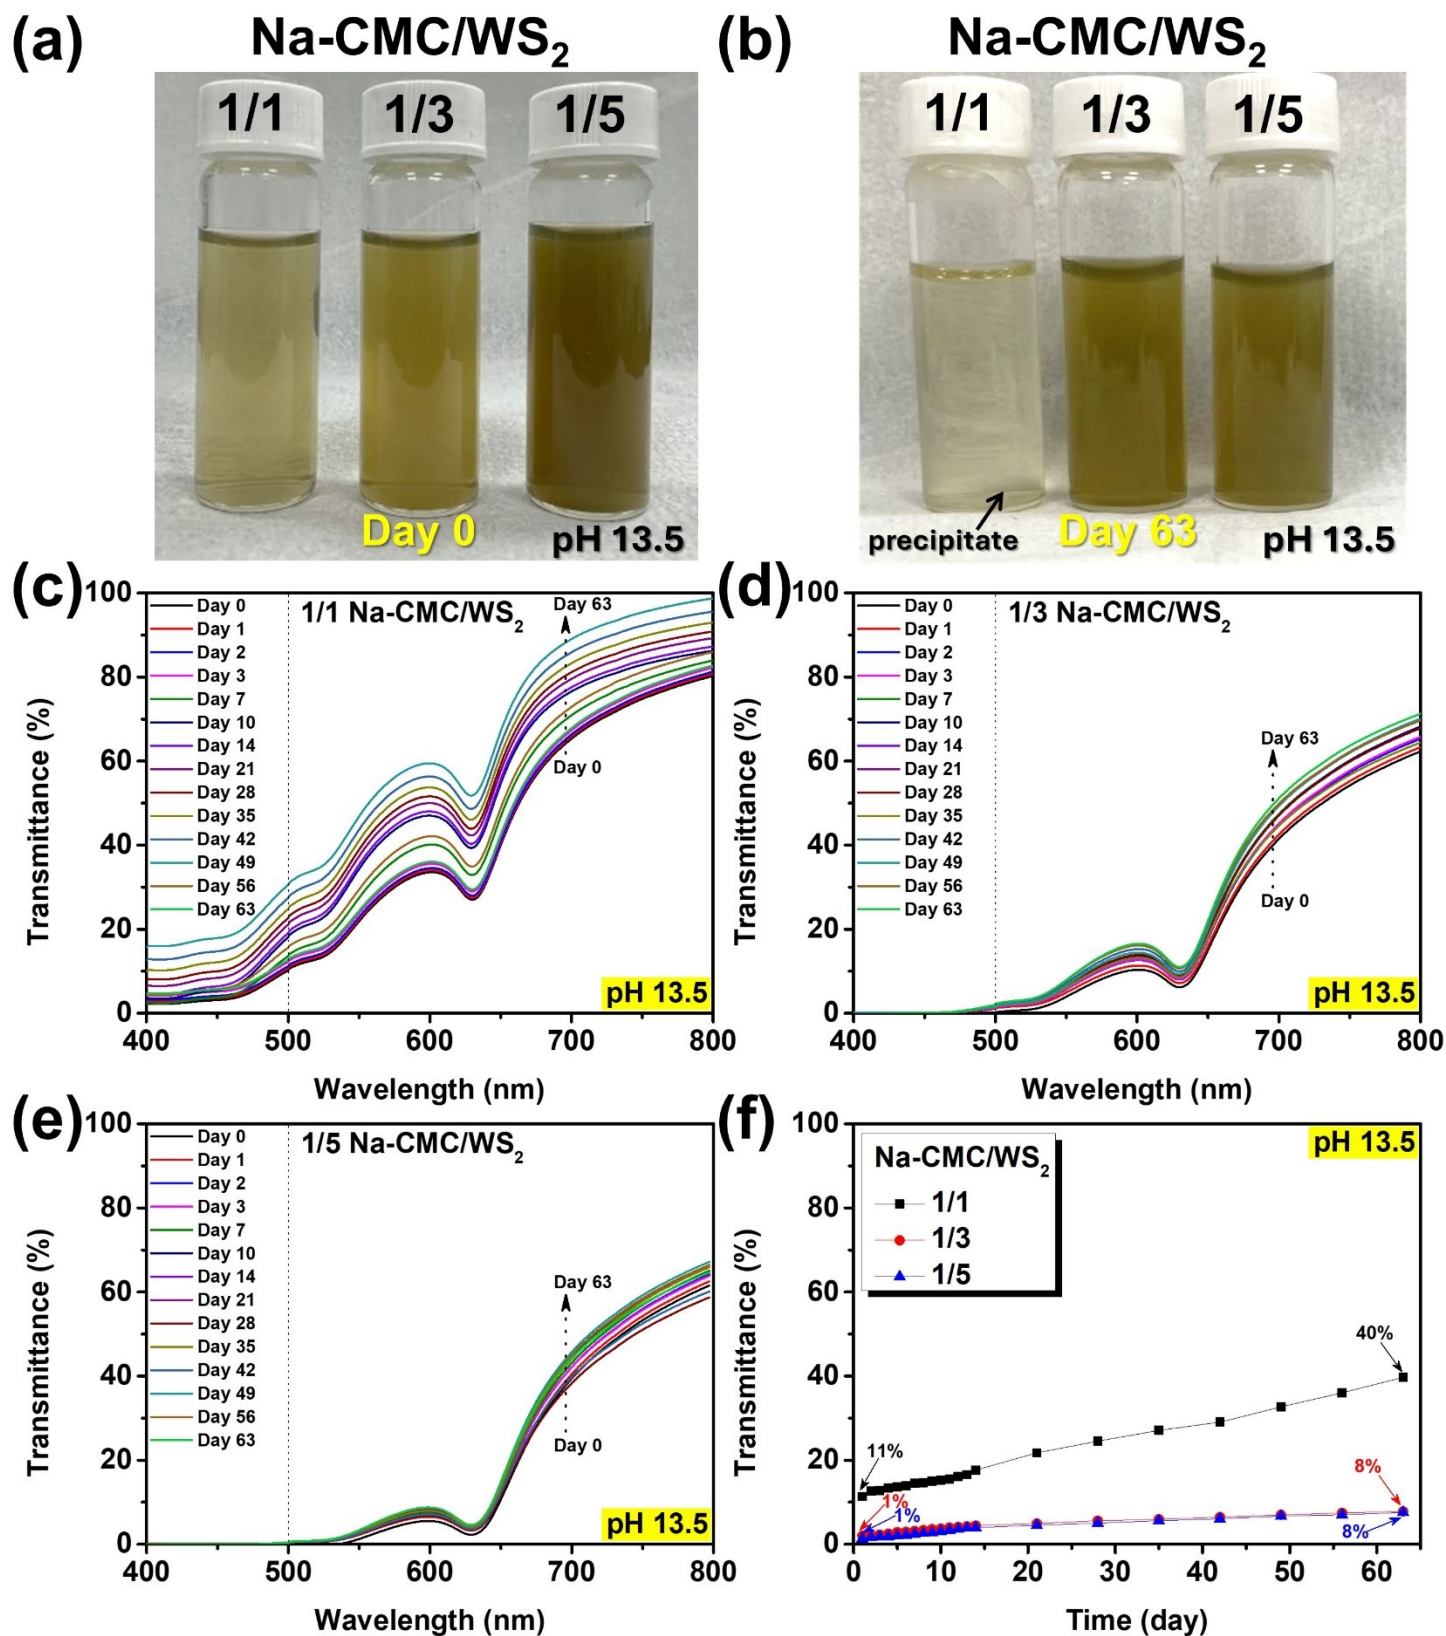 (a) Na-CMC/WS₂
1/1 1/3 1/5
Day 0 pH 13.5
(b) Na-CMC/WS₂
1/1 1/3 1/5
precipitate Day 63 pH 13.5
(c)
1/1 Na-CMC/WS₂
Day 0
Day 1
Day 2
Day 3
Day 7
Day 10
Day 14
Day 21
Day 28
Day 35
Day 42
Day 49
Day 56
Day 63
Day 63
Day 0
pH 13.5
100
80
60
40
20
0
400 500 600 700 800
Transmittance (%)
Wavelength (nm)
(d)
1/3 Na-CMC/WS₂
Day 0
Day 1
Day 2
Day 3
Day 7
Day 10
Day 14
Day 21
Day 28
Day 35
Day 42
Day 49
Day 56
Day 63
Day 63
Day 0
pH 13.5
100
80
60
40
20
0
400 500 600 700 800
Transmittance (%)
Wavelength (nm)
(e)
1/5 Na-CMC/WS₂
Day 0
Day 1
Day 2
Day 3
Day 7
Day 10
Day 14
Day 21
Day 28
Day 35
Day 42
Day 49
Day 56
Day 63
Day 63
Day 0
pH 13.5
100
80
60
40
20
0
400 500 600 700 800
Transmittance (%)
Wavelength (nm)
(f)
pH 13.5
Na-CMC/WS₂
1/1
1/3
1/5
40%
11%
8%
1%
1%
8%
100
80
60
40
20
0
0 10 20 30 40 50 60
Transmittance (%)
Time (day)